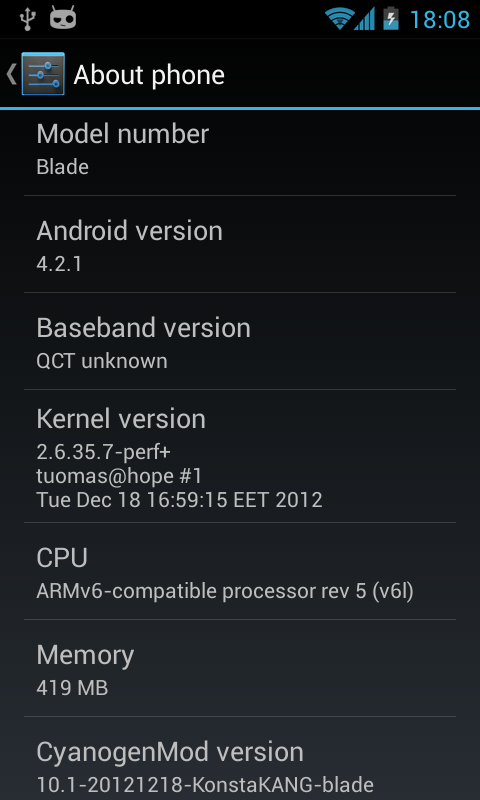 18:08
About phone
Model number
Blade
Android version
4.2.1
Baseband version
QCT unknown
Kernel version
2.6.35.7-perf+
tuomas@hope #1
Tue Dec 18 16:59:15 EET 2012
CPU
ARMv6-compatible processor rev 5 (v6l)
Memory
419 MB
CyanogenMod version
10.1-20121218-KonstaKANG-blade